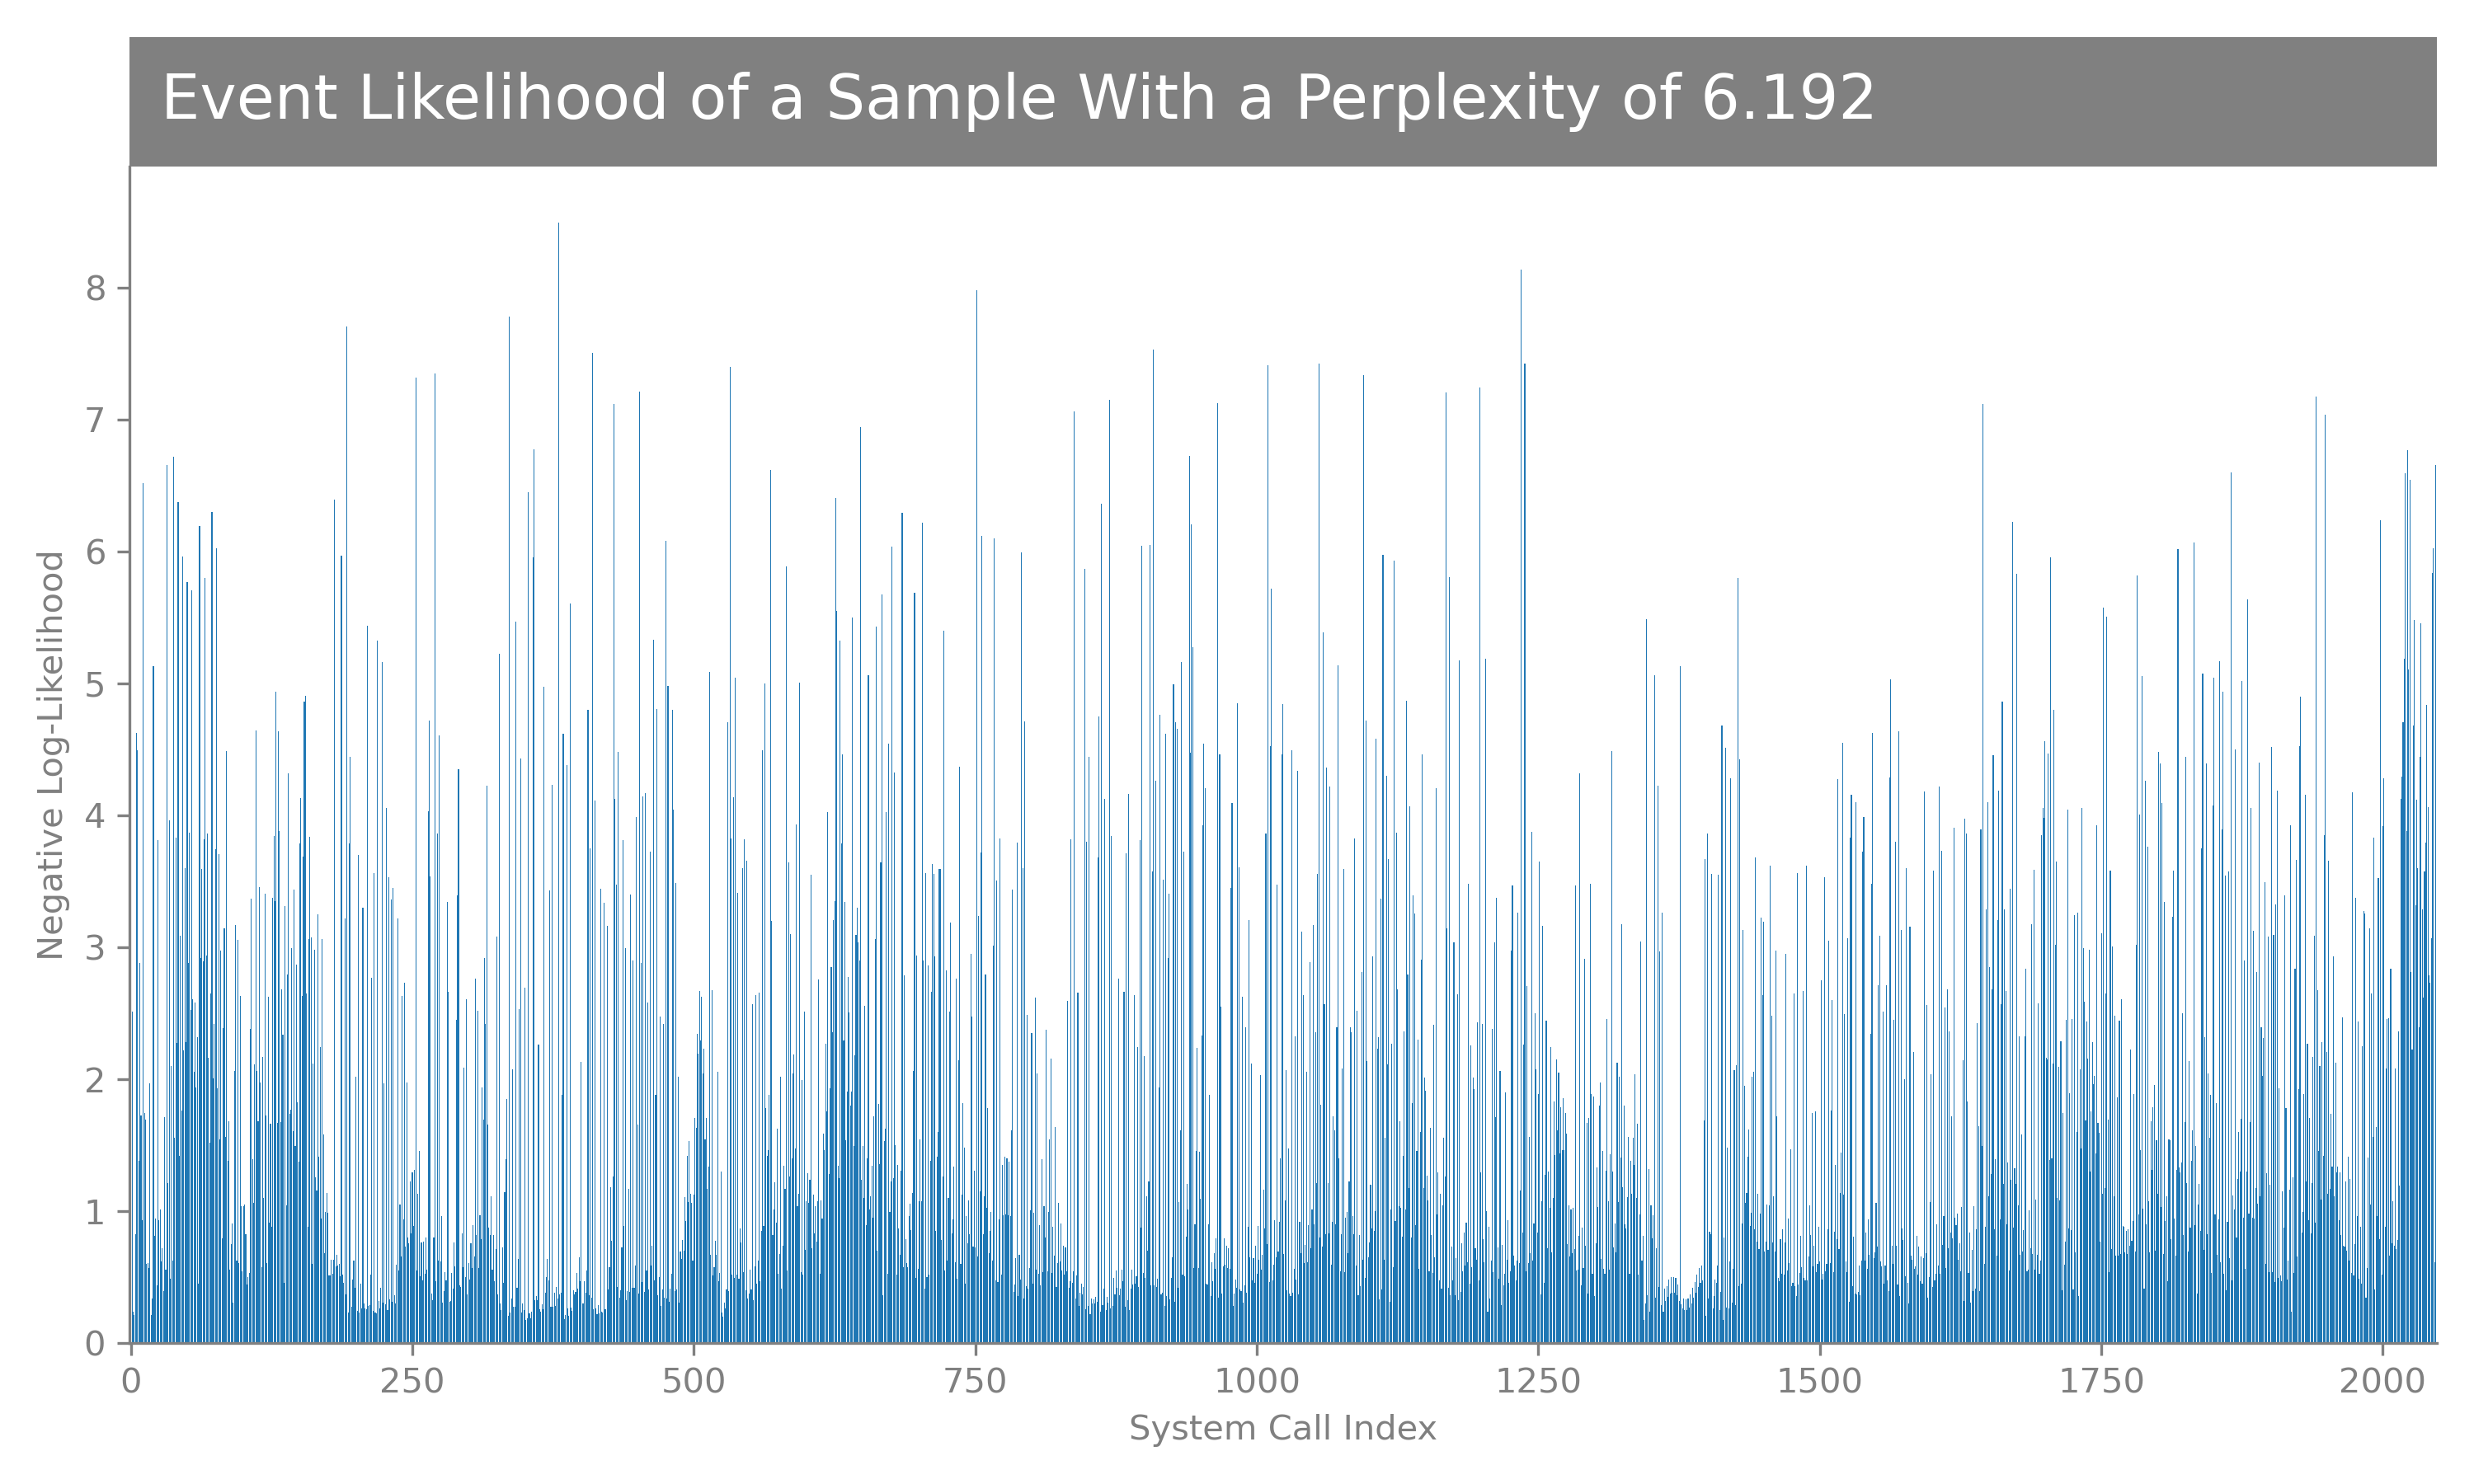 Event Likelihood of a Sample With a Perplexity of 6.192
8
7
6
5
4
3
2
1
0
Negative Log-Likelihood
0 250 500 750 1000 1250 1500 1750 2000
System Call Index